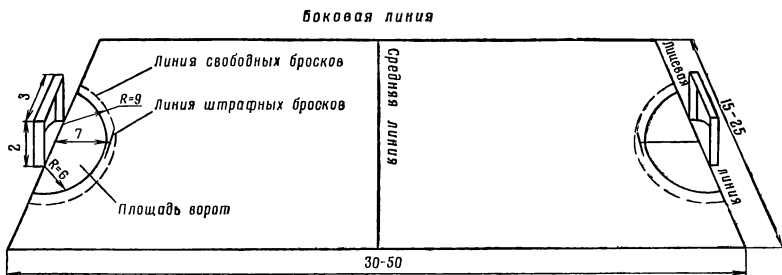 Боковая линия
Линия свободных бросков
Линия штрафных бросков
Средняя линия
Лицевая линия
15-25
3
2
R=9
7
R=6
Площадь ворот
30-50